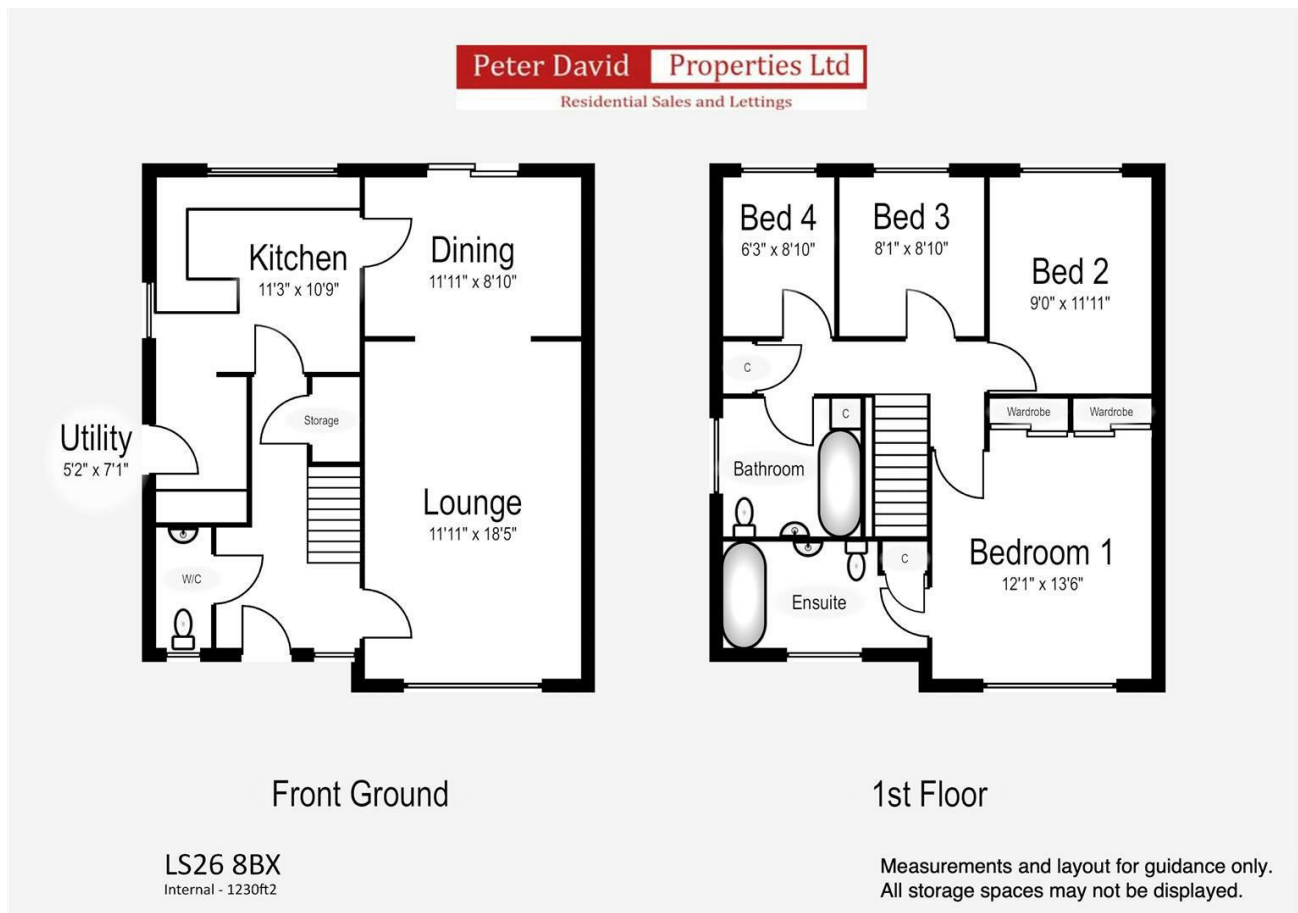 Peter David Properties Ltd
Residential Sales and Lettings
Kitchen
11'3" x 10'9"
Dining
11'11" x 8'10"
Utility
5'2" x 7'1"
Storage
Lounge
11'11" x 18'5"
W/C
Bed 4
6'3" x 8'10"
Bed 3
8'1" x 8'10"
Bed 2
9'0" x 11'11"
C
C
Wardrobe
Wardrobe
Bathroom
Bedroom 1
12'1" x 13'6"
C
Ensuite
Front Ground
1st Floor
LS26 8BX
Internal - 1230ft2
Measurements and layout for guidance only.
All storage spaces may not be displayed.